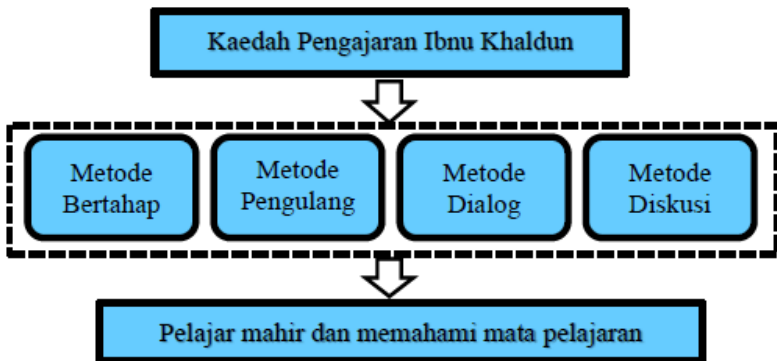 Kaedah Pengajaran Ibnu Khaldun
Metode
Bertahap
Metode
Pengulang
Metode
Dialog
Metode
Diskusi
Pelajar mahir dan memahami mata pelajaran